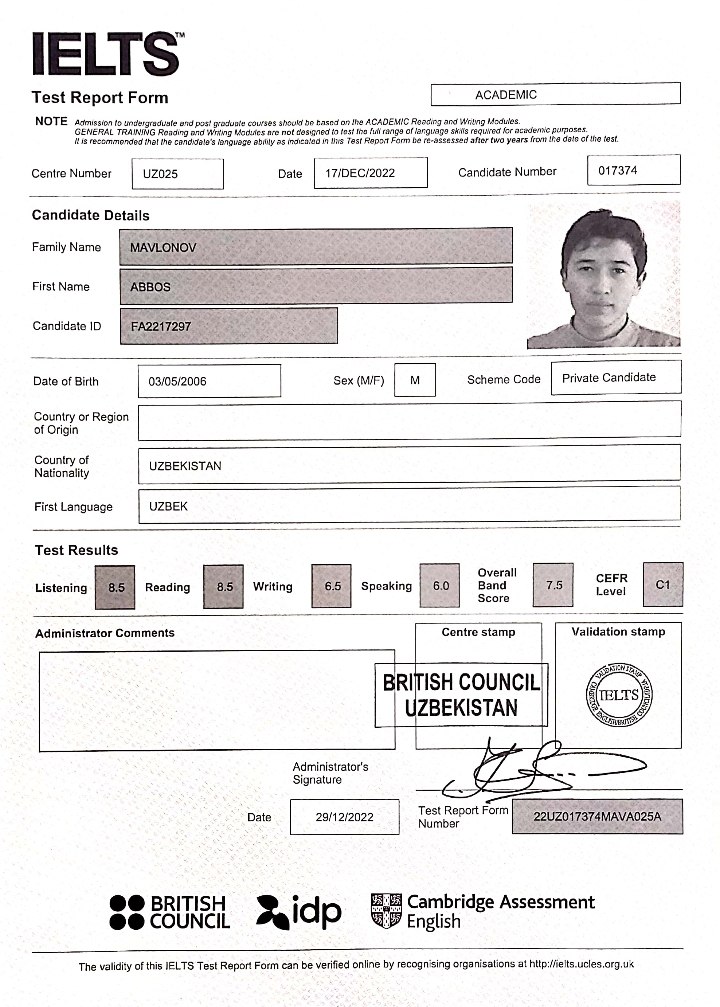 IELTS™
Test Report Form
ACADEMIC
NOTE Admission to undergraduate and post graduate courses should be based on the ACADEMIC Reading and Writing Modules.
GENERAL TRAINING Reading and Writing Modules are not designed to test the full range of language skills required for academic purposes.
It is recommended that the candidate's language ability as indicated in this Test Report Form be re-assessed after two years from the date of the test.
Centre Number UZ025 Date 17/DEC/2022 Candidate Number 017374
Candidate Details
Family Name MAVLONOV
First Name ABBOS
Candidate ID FA2217297
Date of Birth 03/05/2006 Sex (M/F) M Scheme Code Private Candidate
Country or Region
of Origin
Country of
Nationality UZBEKISTAN
First Language UZBEK
Test Results
Listening 8.5 Reading 8.5 Writing 6.5 Speaking 6.0 Overall Band Score 7.5 CEFR Level C1
Administrator Comments Centre stamp Validation stamp
BRITISH COUNCIL
UZBEKISTAN
VALIDATION STAMP
IELTS
Administrator's
Signature
Date 29/12/2022 Test Report Form
Number 22UZ017374MAVA025A
BRITISH
COUNCIL
idp
Cambridge Assessment
English
The validity of this IELTS Test Report Form can be verified online by recognising organisations at http://ielts.ucles.org.uk